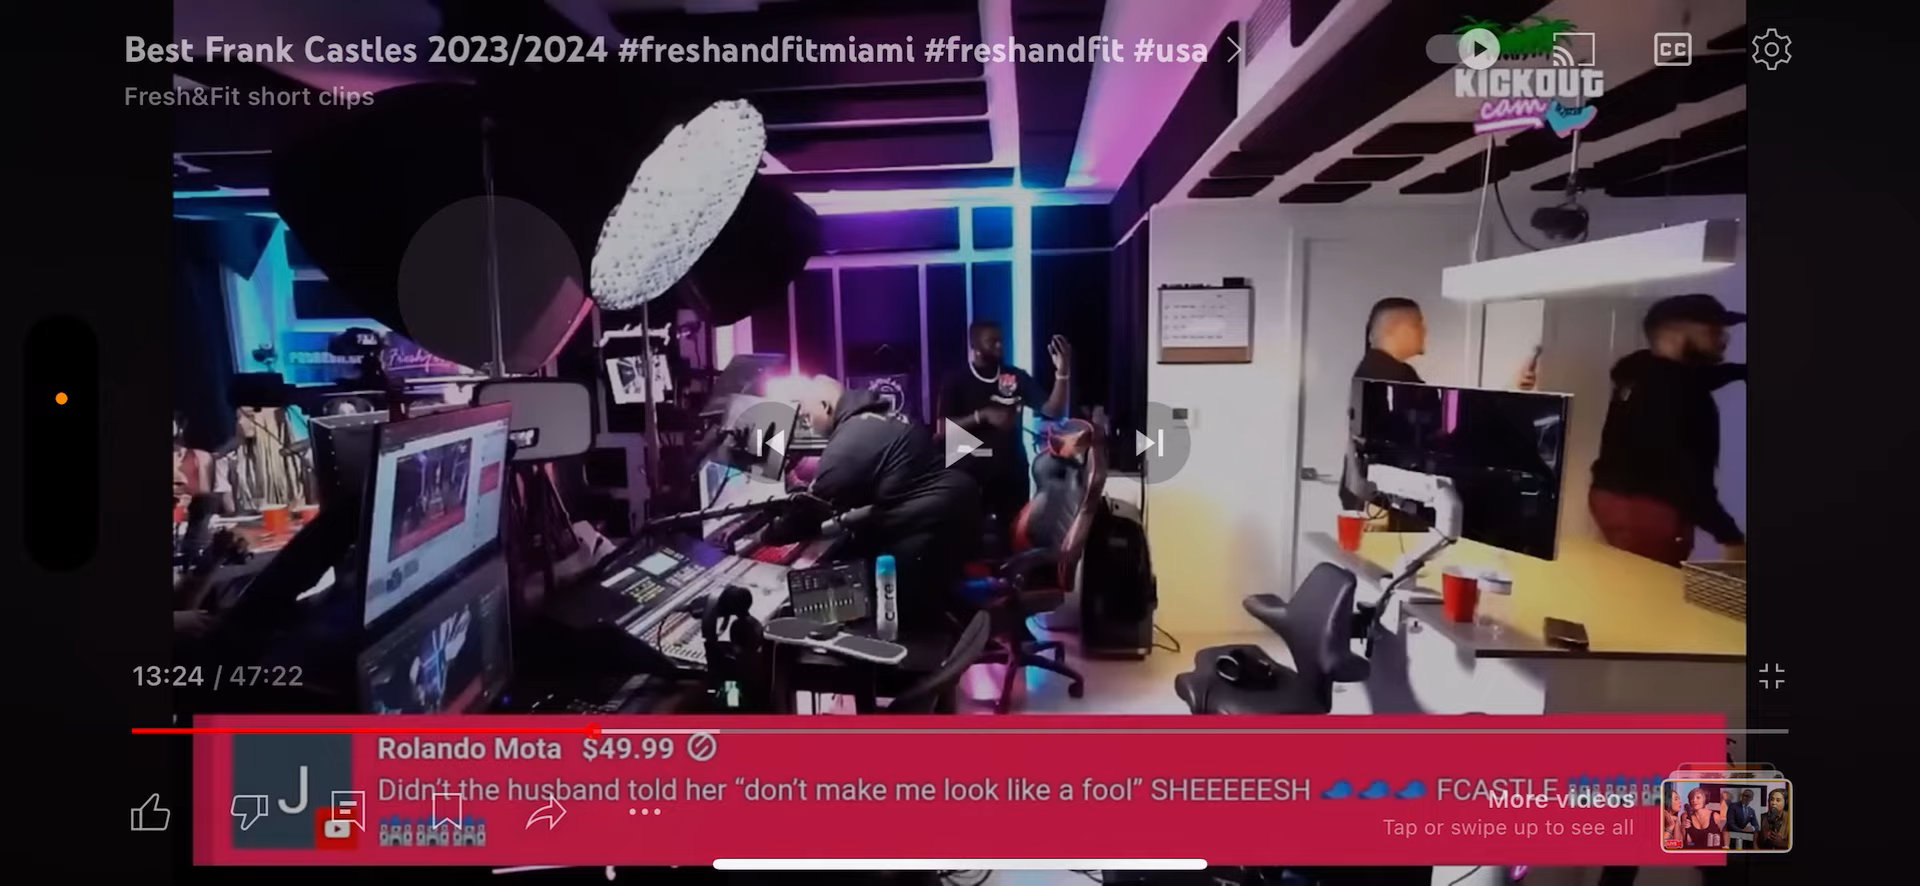 Best Frank Castles 2023/2024 #freshandfitmiami #freshandfit #usa
Fresh&Fit short clips
CC
KICKOUT
cam
core
13:24 / 47:22
Rolando Mota $49.99
J
Didn't the husband told her “don't make me look like a fool” SHEEEEESH 🧢🧢🧢 FCASTLE 🏰🏰🏰
🏰🏰🏰🏰
More videos
Tap or swipe up to see all